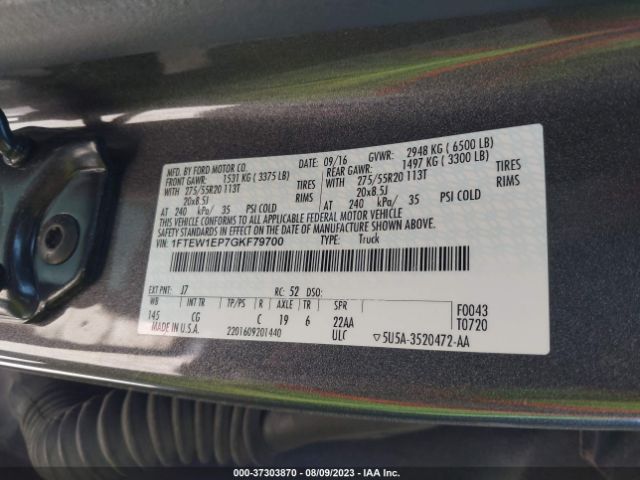 MFD. BY FORD MOTOR CO.
DATE: 09/16 GVWR: 2948 KG ( 6500 LB)
FRONT GAWR: 1531 KG ( 3375 LB) REAR GAWR: 1497 KG ( 3300 LB)
WITH 275/55R20 113T TIRES WITH 275/55R20 113T TIRES
20x8.5J RIMS 20x8.5J RIMS
AT 240 kPa/ 35 PSI COLD AT 240 kPa/ 35 PSI COLD
THIS VEHICLE CONFORMS TO ALL APPLICABLE FEDERAL MOTOR VEHICLE
SAFETY STANDARDS IN EFFECT ON THE DATE OF MANUFACTURE SHOWN ABOVE.
VIN: 1FTEW1EP7GKF79700 TYPE: Truck
EXT PNT: J7 RC: 52 DSO:
WB INT TR TP/PS R AXLE TR SPR F0043
145 CG C 19 6 22AA T0720
MADE IN U.S.A. 2201609201440 ULC ▽5U5A-3520472-AA
000-37303870 - 08/09/2023 - IAA Inc.